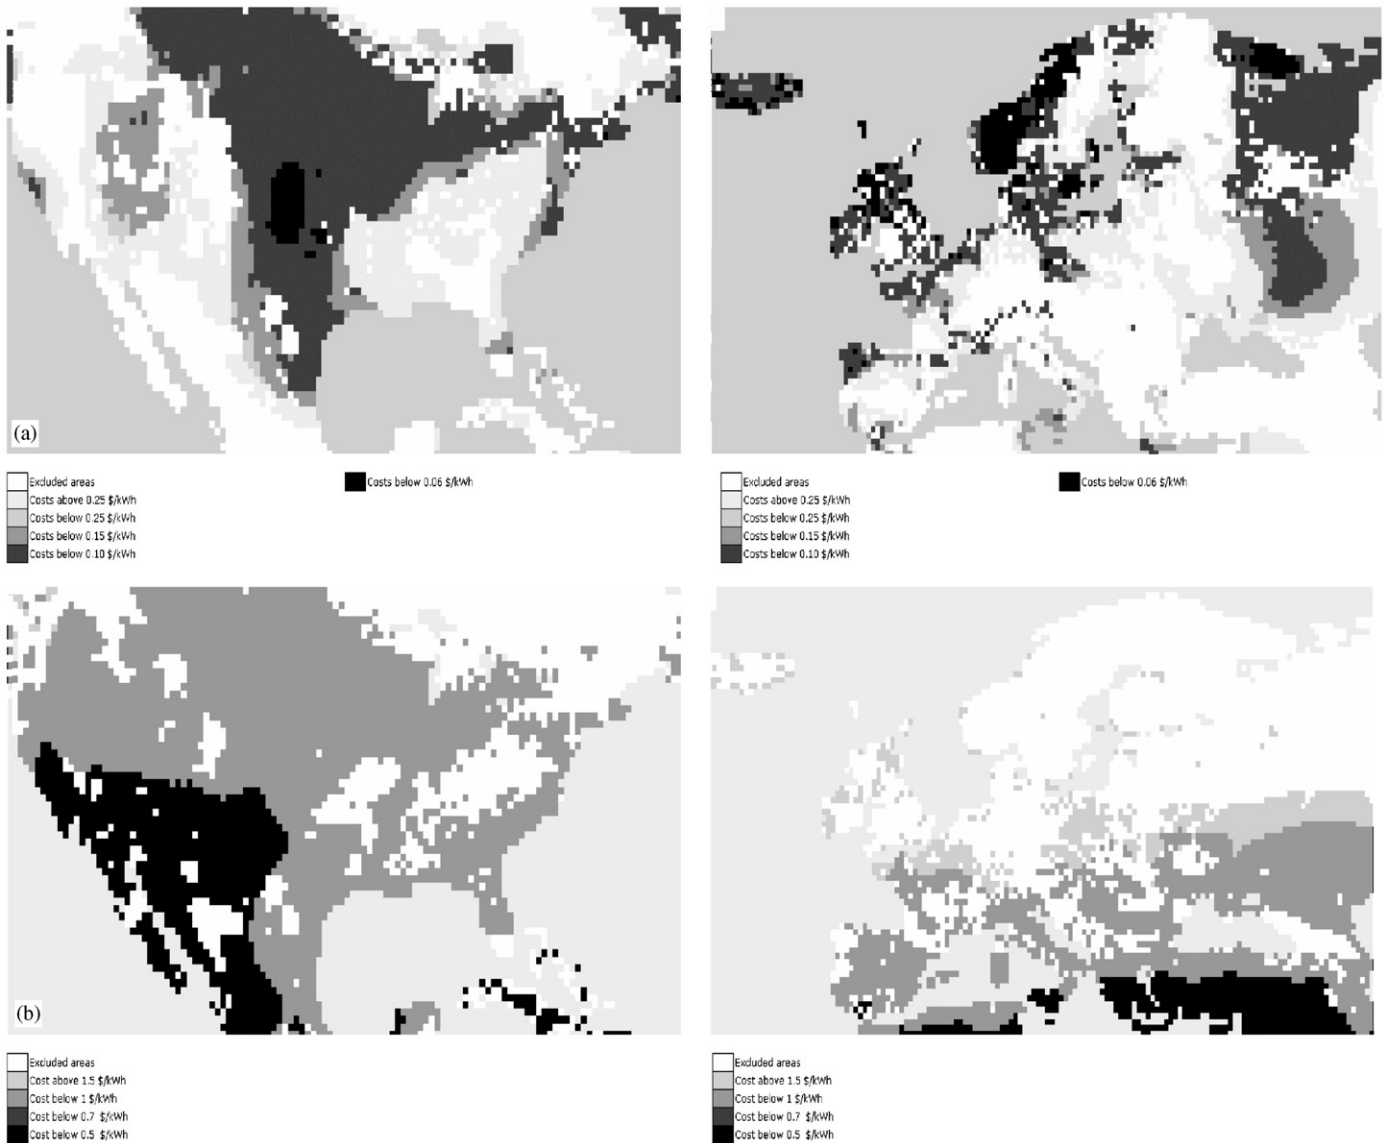 (a)
Excluded areas
Costs above 0.25 $/kWh
Costs below 0.25 $/kWh
Costs below 0.15 $/kWh
Costs below 0.10 $/kWh
Costs below 0.06 $/kWh
Excluded areas
Costs above 0.25 $/kWh
Costs below 0.25 $/kWh
Costs below 0.15 $/kWh
Costs below 0.10 $/kWh
Costs below 0.06 $/kWh
(b)
Excluded areas
Cost above 1.5 $/kWh
Cost below 1 $/kWh
Cost below 0.7 $/kWh
Cost below 0.5 $/kWh
Excluded areas
Cost above 1.5 $/kWh
Cost below 1 $/kWh
Cost below 0.7 $/kWh
Cost below 0.5 $/kWh